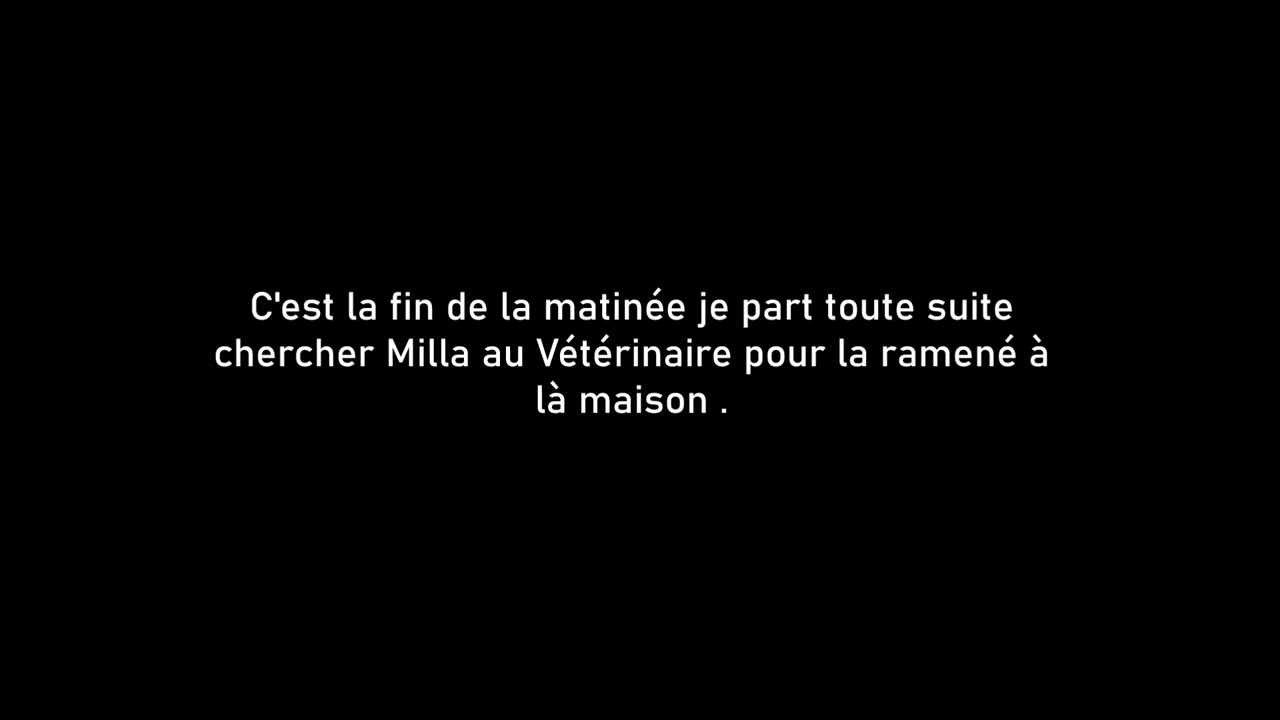 C'est la fin de la matinée je part toute suite
chercher Milla au Vétérinaire pour la ramené à
là maison .